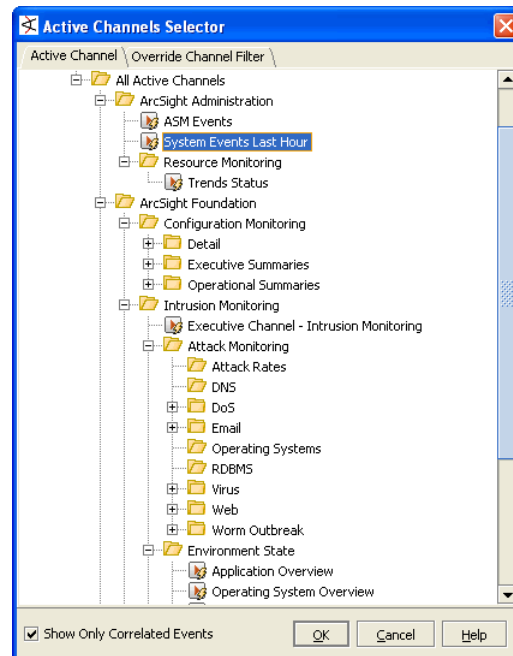 Active Channels Selector
Active Channel
Override Channel Filter
All Active Channels
ArcSight Administration
ASM Events
System Events Last Hour
Resource Monitoring
Trends Status
ArcSight Foundation
Configuration Monitoring
Detail
Executive Summaries
Operational Summaries
Intrusion Monitoring
Executive Channel - Intrusion Monitoring
Attack Monitoring
Attack Rates
DNS
DoS
Email
Operating Systems
RDBMS
Virus
Web
Worm Outbreak
Environment State
Application Overview
Operating System Overview
Show Only Correlated Events
OK
Cancel
Help